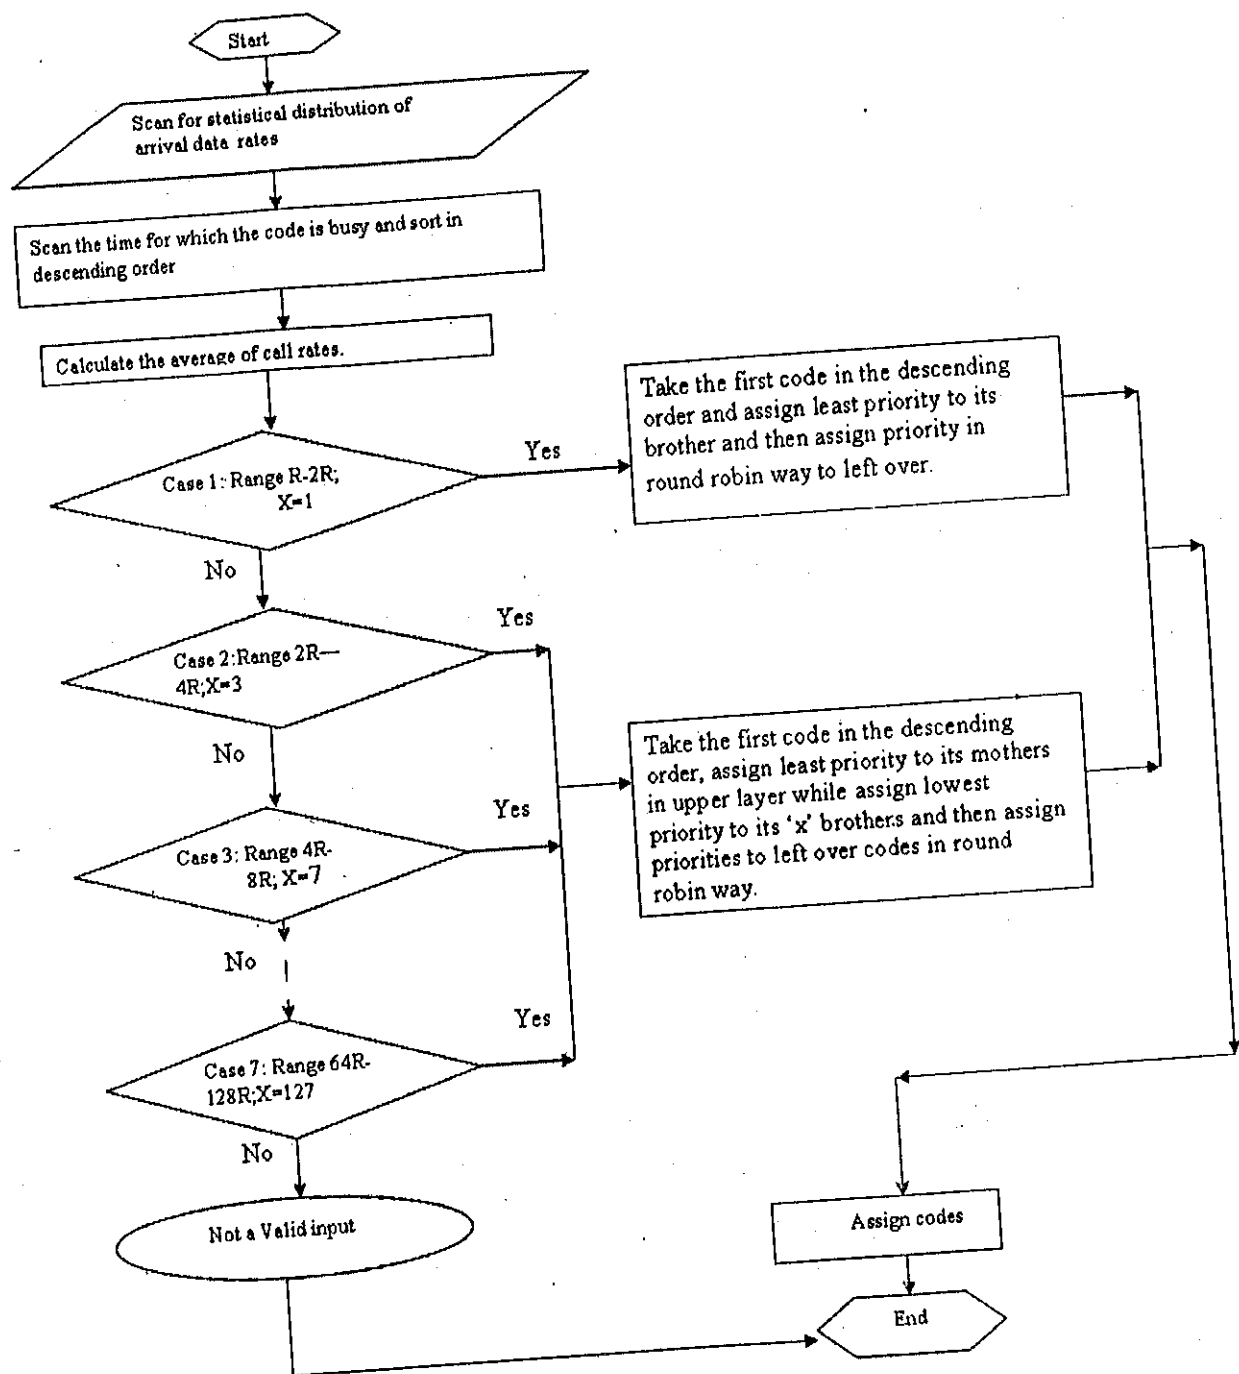 Start
Scan for statistical distribution of
arrival data rates
Scan the time for which the code is busy and sort in
descending order
Calculate the average of call rates.
Case 1: Range R-2R;
X=1
Yes
Take the first code in the descending
order and assign least priority to its
brother and then assign priority in
round robin way to left over.
No
Case 2:Range 2R—
4R;X=3
Yes
No
Case 3: Range 4R-
8R; X=7
Yes
Take the first code in the descending
order, assign least priority to its mothers
in upper layer while assign lowest
priority to its ‘x’ brothers and then assign
priorities to left over codes in round
robin way.
No
Case 7: Range 64R-
128R;X=127
Yes
No
Not a Valid input
Assign codes
End